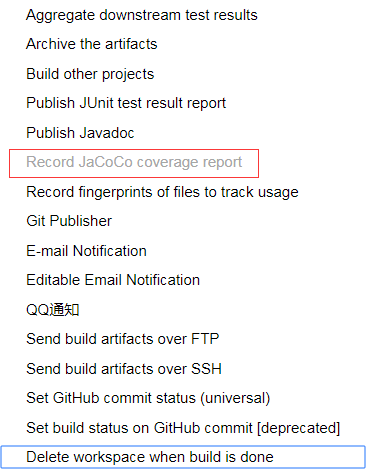 Aggregate downstream test results
Archive the artifacts
Build other projects
Publish JUnit test result report
Publish Javadoc
Record JaCoCo coverage report
Record fingerprints of files to track usage
Git Publisher
E-mail Notification
Editable Email Notification
QQ通知
Send build artifacts over FTP
Send build artifacts over SSH
Set GitHub commit status (universal)
Set build status on GitHub commit [deprecated]
Delete workspace when build is done